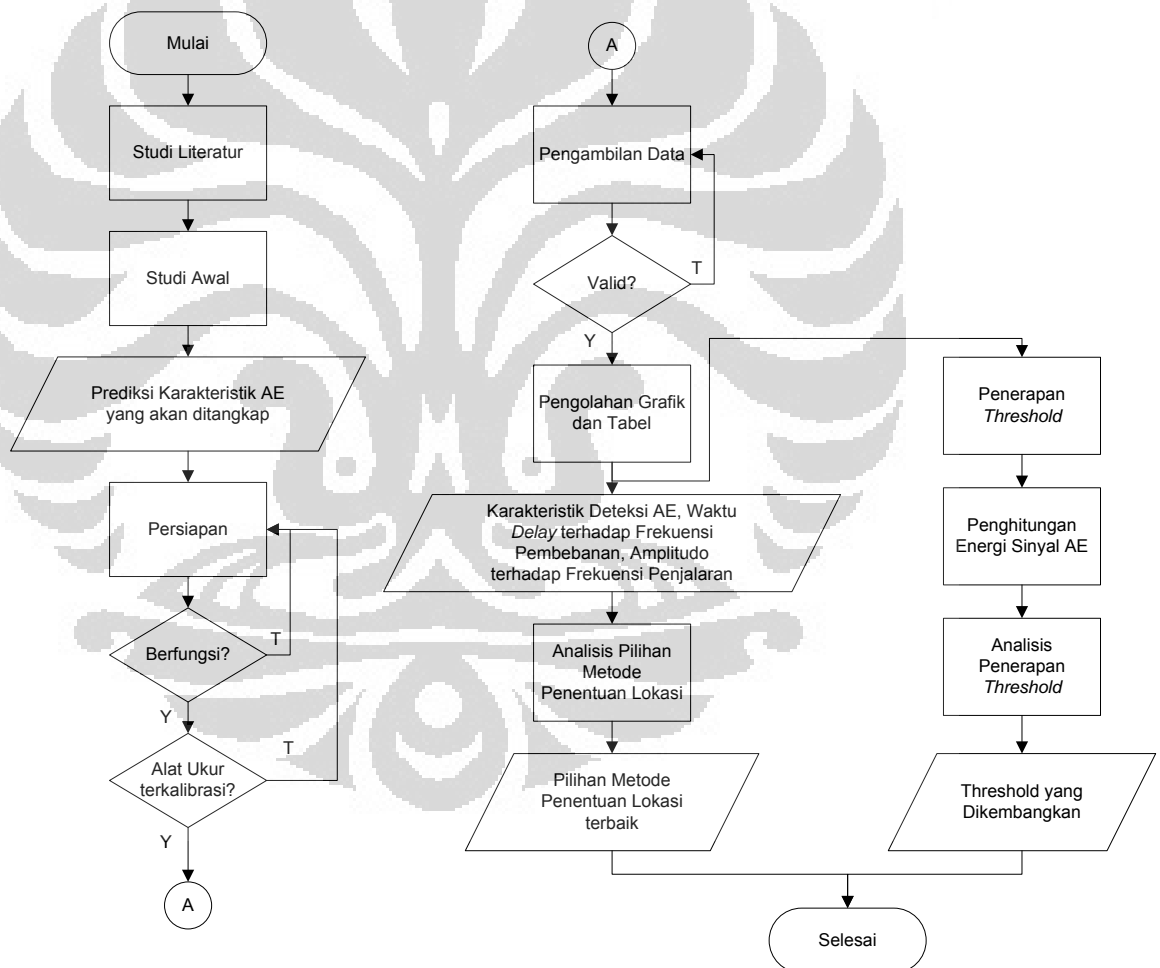 Mulai
Studi Literatur
Studi Awal
Prediksi Karakteristik AE
yang akan ditangkap
Persiapan
Berfungsi?
T
Y
Alat Ukur
terkalibrasi?
T
Y
A
A
Pengambilan Data
Valid?
T
Y
Pengolahan Grafik
dan Tabel
Karakteristik Deteksi AE, Waktu
Delay terhadap Frekuensi
Pembebanan, Amplitudo
terhadap Frekuensi Penjalaran
Analisis Pilihan
Metode
Penentuan Lokasi
Pilihan Metode
Penentuan Lokasi
terbaik
Penerapan
Threshold
Penghitungan
Energi Sinyal AE
Analisis
Penerapan
Threshold
Threshold yang
Dikembangkan
Selesai